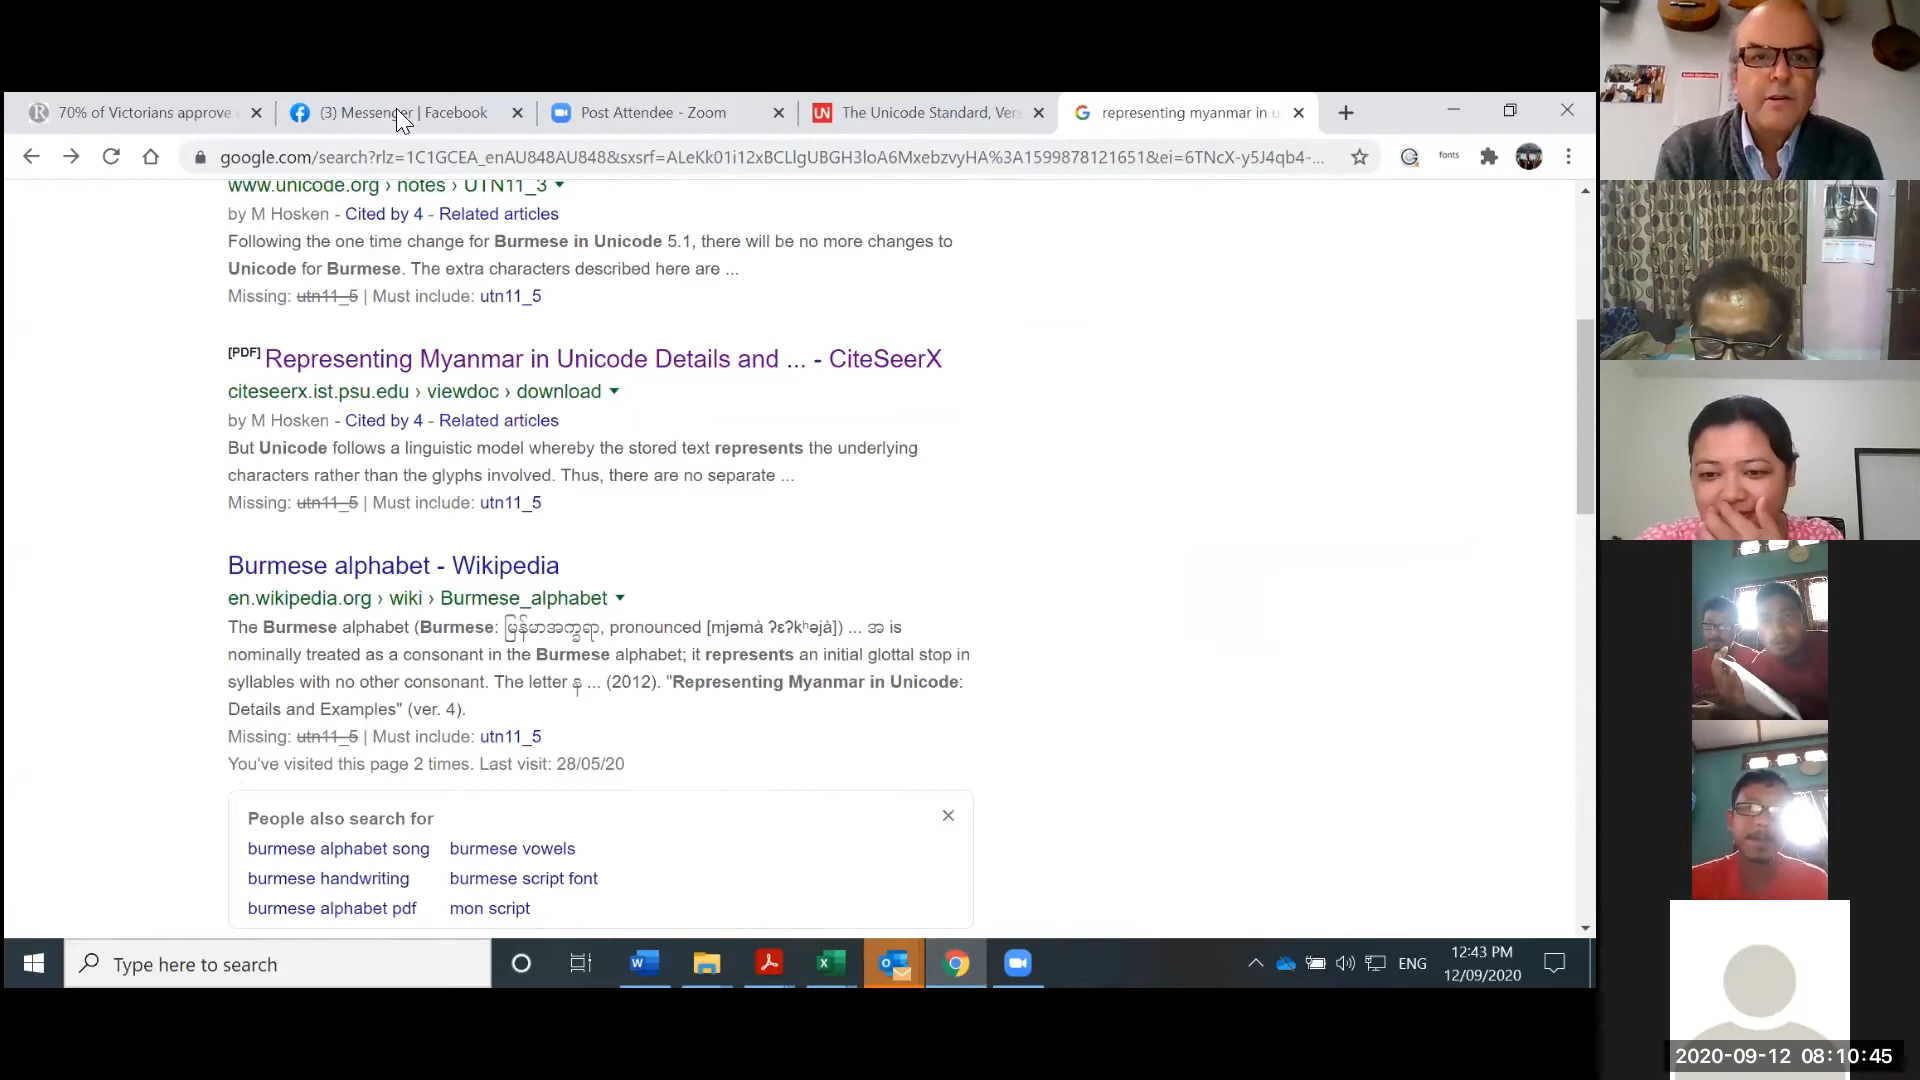 70% of Victorians approve
(3) Messenger | Facebook
Post Attendee - Zoom
The Unicode Standard, Vers
representing myanmar in u
google.com/search?rlz=1C1GCEA_enAU848AU848&sxsrf=ALeKk01i12xBCLlgUBGH3loA6MxebzvyHA%3A1599878121651&ei=6TNcX-y5J4qb4-...
fonts
www.unicode.org › notes › UTN11_3
by M Hosken - Cited by 4 - Related articles
Following the one time change for Burmese in Unicode 5.1, there will be no more changes to
Unicode for Burmese. The extra characters described here are ...
Missing: utn11_5 | Must include: utn11_5
[PDF] Representing Myanmar in Unicode Details and ... - CiteSeerX
citeseerx.ist.psu.edu › viewdoc › download
by M Hosken - Cited by 4 - Related articles
But Unicode follows a linguistic model whereby the stored text represents the underlying
characters rather than the glyphs involved. Thus, there are no separate ...
Missing: utn11_5 | Must include: utn11_5
Burmese alphabet - Wikipedia
en.wikipedia.org › wiki › Burmese_alphabet
The Burmese alphabet (Burmese: မြန်မာအက္ခရာ, pronounced [mjəmà ʔɛʔkʰəjà]) ... အ is
nominally treated as a consonant in the Burmese alphabet; it represents an initial glottal stop in
syllables with no other consonant. The letter န ... (2012). "Representing Myanmar in Unicode:
Details and Examples" (ver. 4).
Missing: utn11_5 | Must include: utn11_5
You've visited this page 2 times. Last visit: 28/05/20
People also search for
burmese alphabet song burmese vowels
burmese handwriting burmese script font
burmese alphabet pdf mon script
Type here to search
ENG
12:43 PM
12/09/2020
2020-09-12 08:10:45